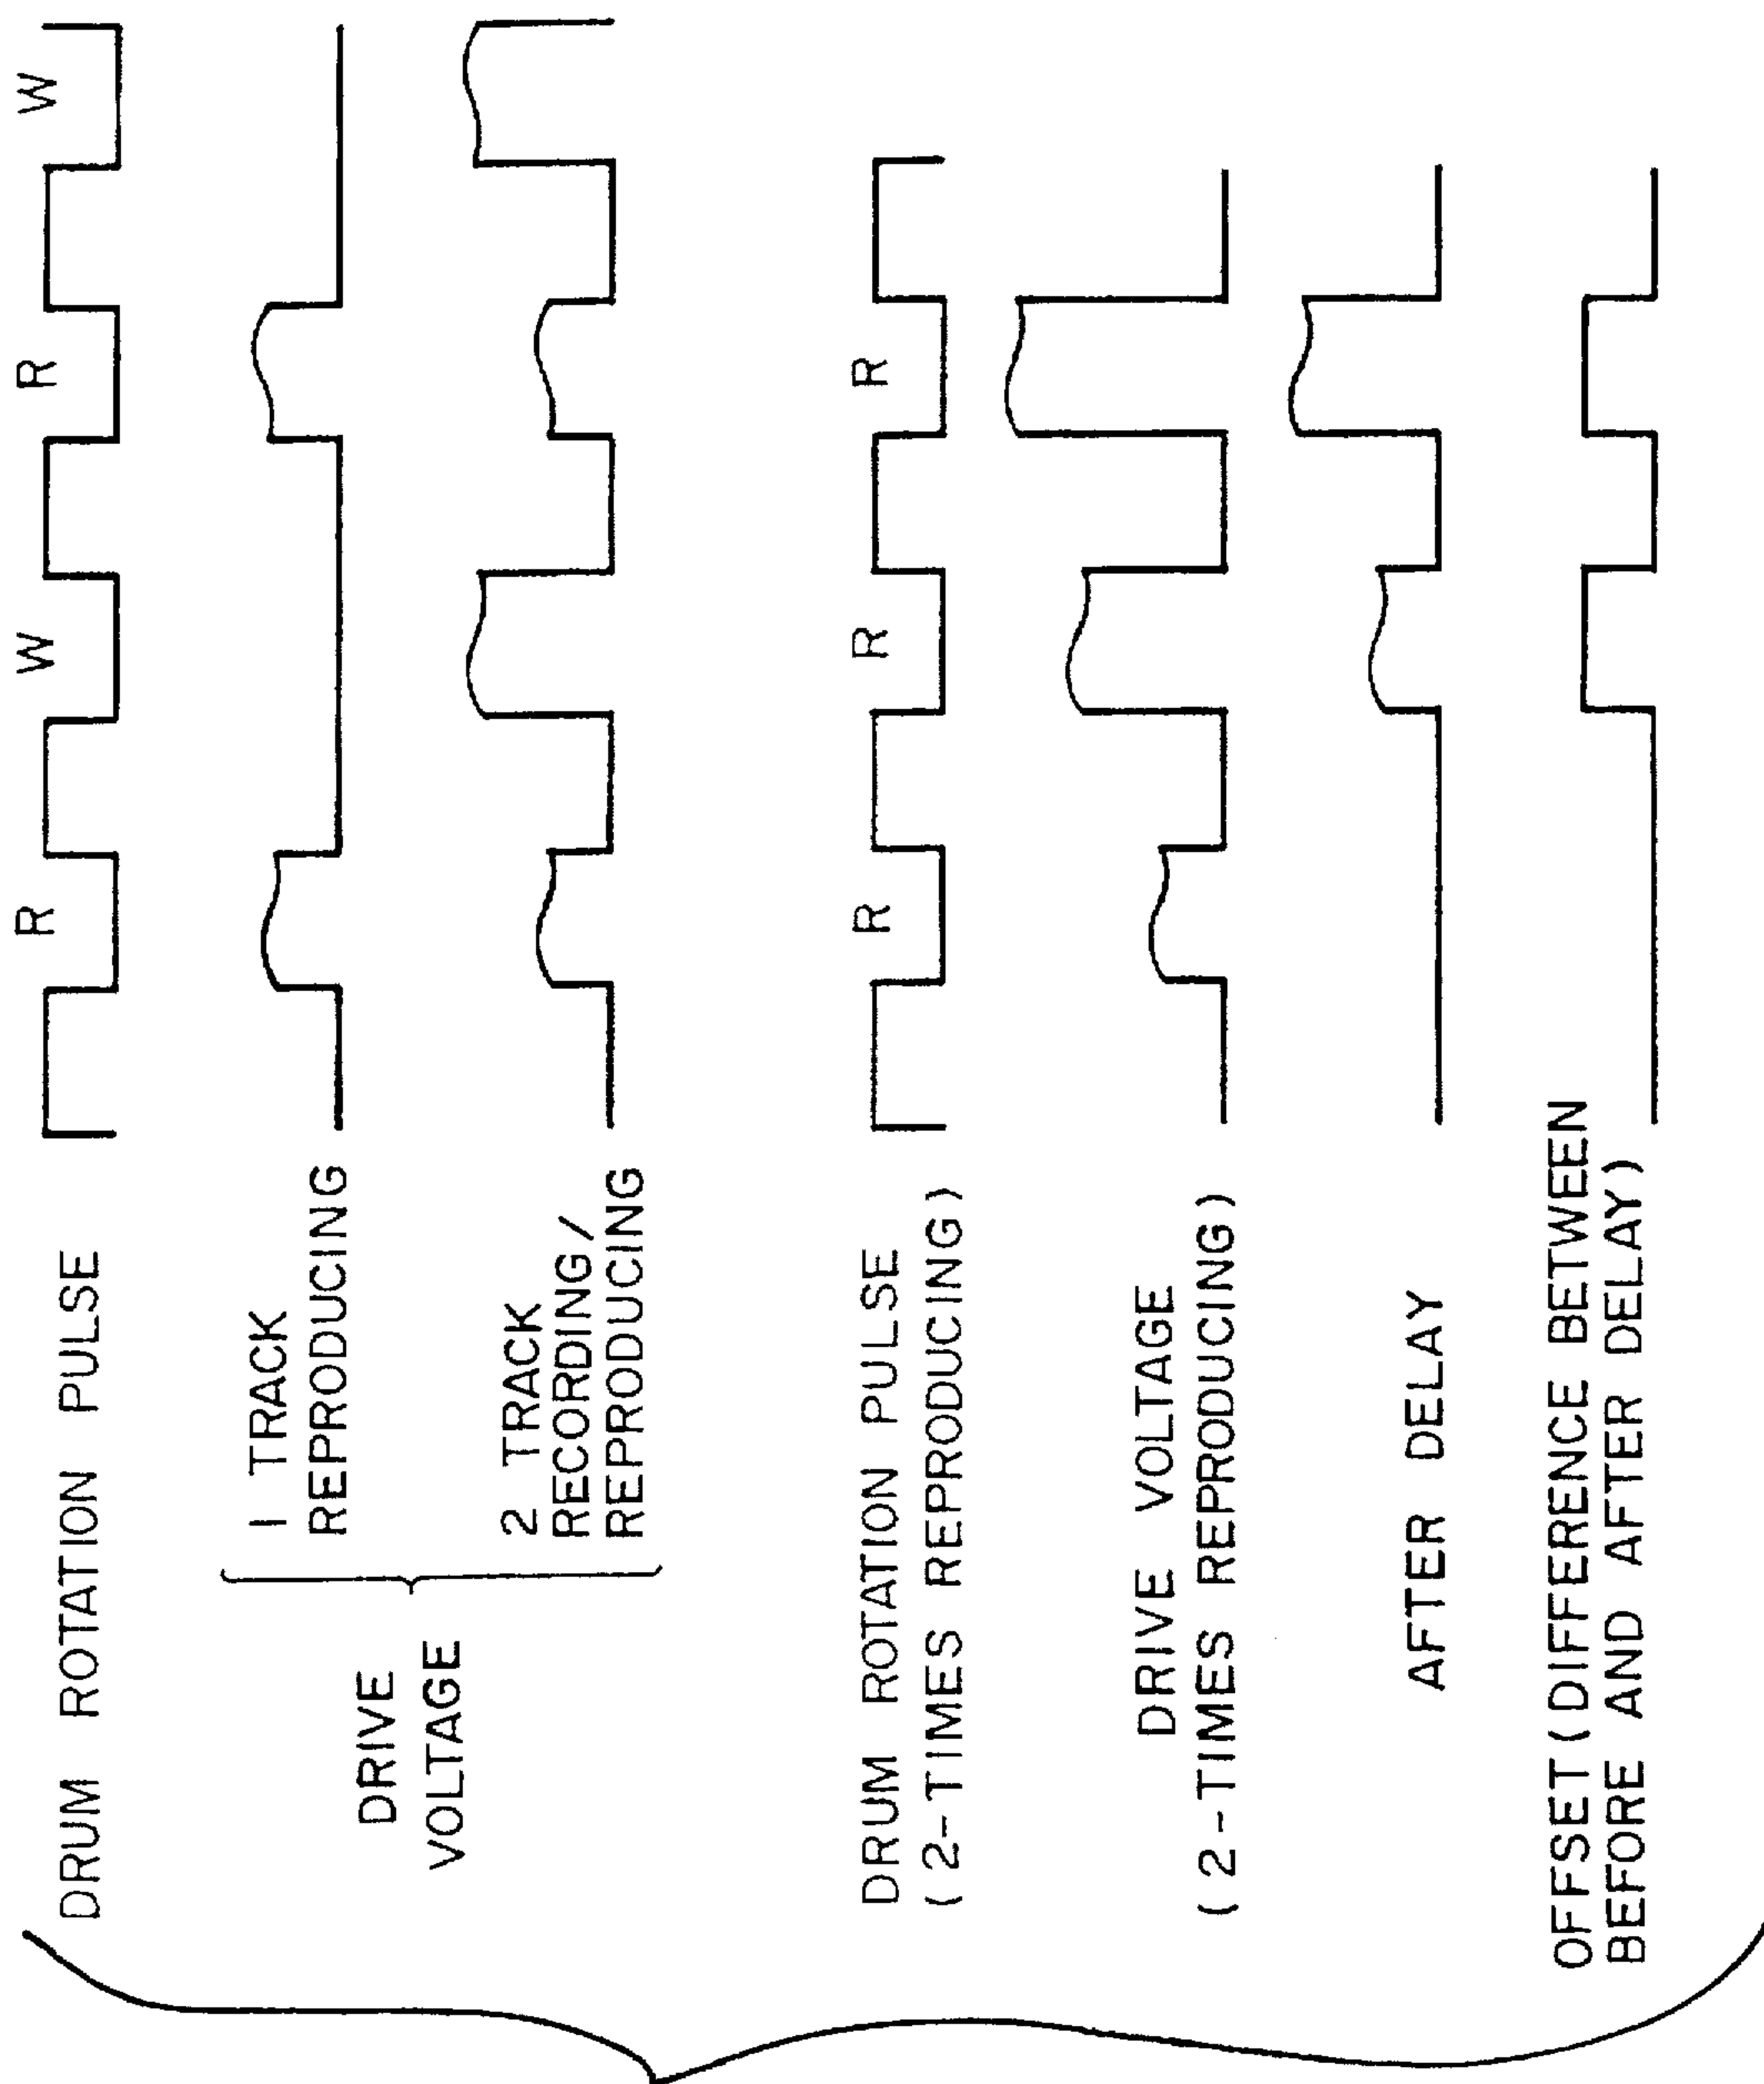 DRUM ROTATION PULSE
R W R W
DRIVE
VOLTAGE
1 TRACK
REPRODUCING
2 TRACK
RECORDING/
REPRODUCING
DRUM ROTATION PULSE
(2-TIMES REPRODUCING)
R R R
DRIVE VOLTAGE
(2-TIMES REPRODUCING)
AFTER DELAY
OFFSET(DIFFERENCE BETWEEN
BEFORE AND AFTER DELAY)